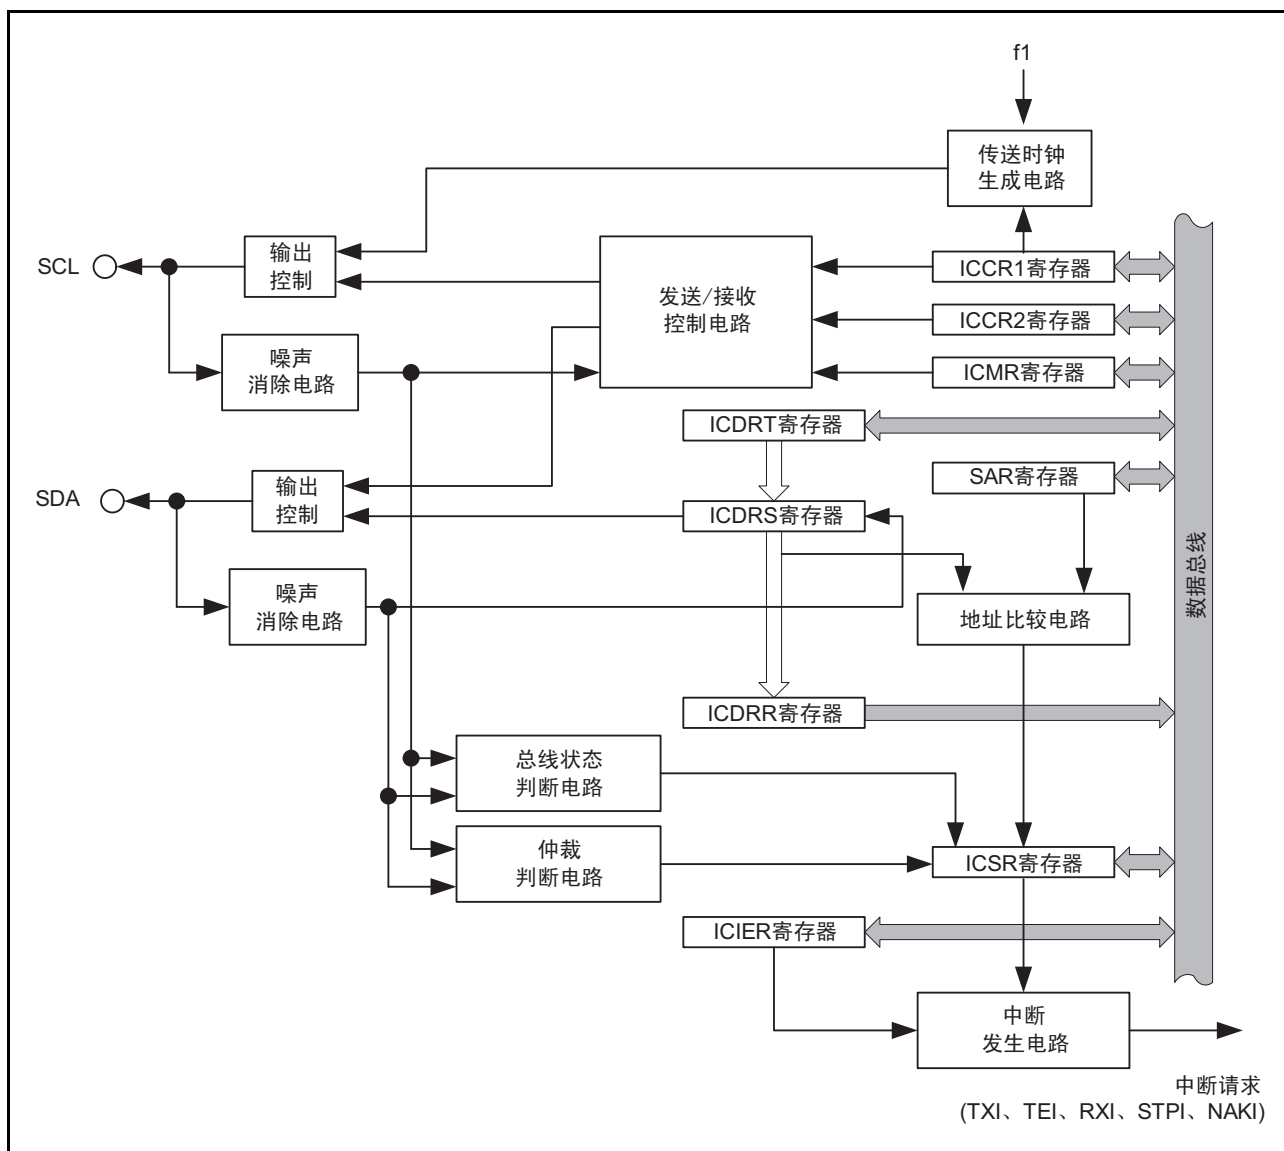 f1
传送时钟
生成电路
SCL
输出
控制
发送/接收
控制电路
ICCR1寄存器
ICCR2寄存器
噪声
消除电路
ICMR寄存器
ICDRT寄存器
SDA
输出
控制
SAR寄存器
ICDRS寄存器
数据总线
噪声
消除电路
地址比较电路
ICDRR寄存器
总线状态
判断电路
仲裁
判断电路
ICSR寄存器
ICIER寄存器
中断
发生电路
中断请求
(TXI、TEI、RXI、STPI、NAKI)